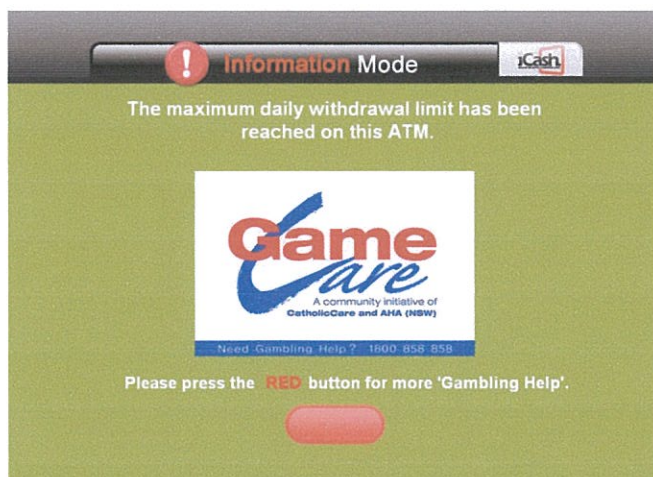 ! Information Mode
iCash
The maximum daily withdrawal limit has been
reached on this ATM.
Game
Care
A community initiative of
CatholicCare and AHA (NSW)
Need Gambling Help? 1800 858 858
Please press the RED button for more 'Gambling Help'.